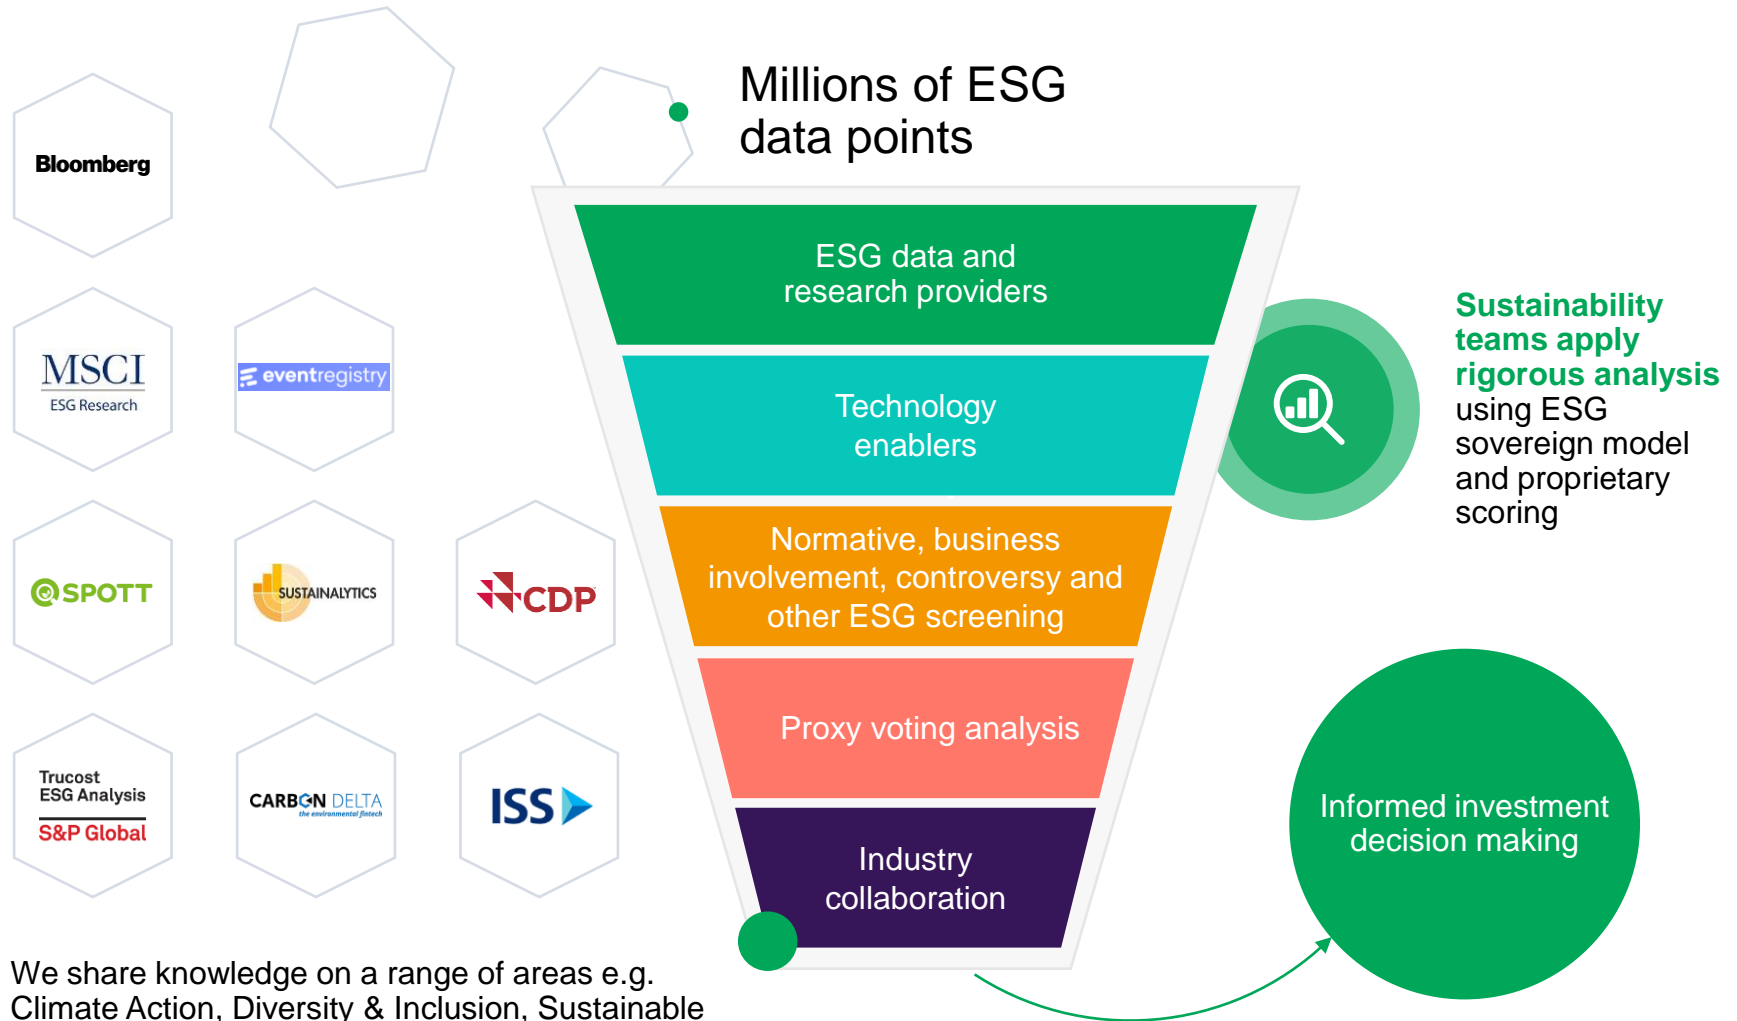 Millions of ESG
data points
Bloomberg
MSCI
ESG Research
eventregistry
SPOTT
SUSTAINALYTICS
CDP
Trucost
ESG Analysis
S&P Global
CARBON DELTA
the environmental fintech
ISS
ESG data and
research providers
Technology
enablers
Normative, business
involvement, controversy and
other ESG screening
Proxy voting analysis
Industry
collaboration
Sustainability
teams apply
rigorous analysis
using ESG
sovereign model
and proprietary
scoring
Informed investment
decision making
We share knowledge on a range of areas e.g.
Climate Action, Diversity & Inclusion, Sustainable